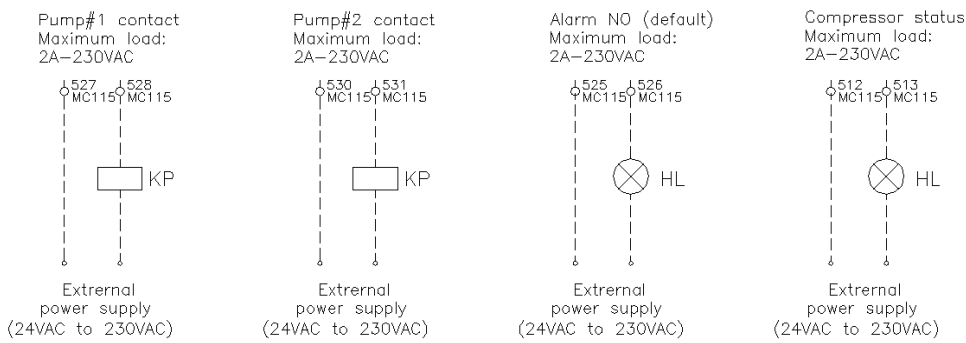 Pump#1 contact
Maximum load:
2A-230VAC
527
MC115
528
MC115
KP
Extrernal
power supply
(24VAC to 230VAC)
Pump#2 contact
Maximum load:
2A-230VAC
530
MC115
531
MC115
KP
Extrernal
power supply
(24VAC to 230VAC)
Alarm NO (default)
Maximum load:
2A-230VAC
525
MC115
526
MC115
HL
Extrernal
power supply
(24VAC to 230VAC)
Compressor status
Maximum load:
2A-230VAC
512
MC115
513
MC115
HL
Extrernal
power supply
(24VAC to 230VAC)